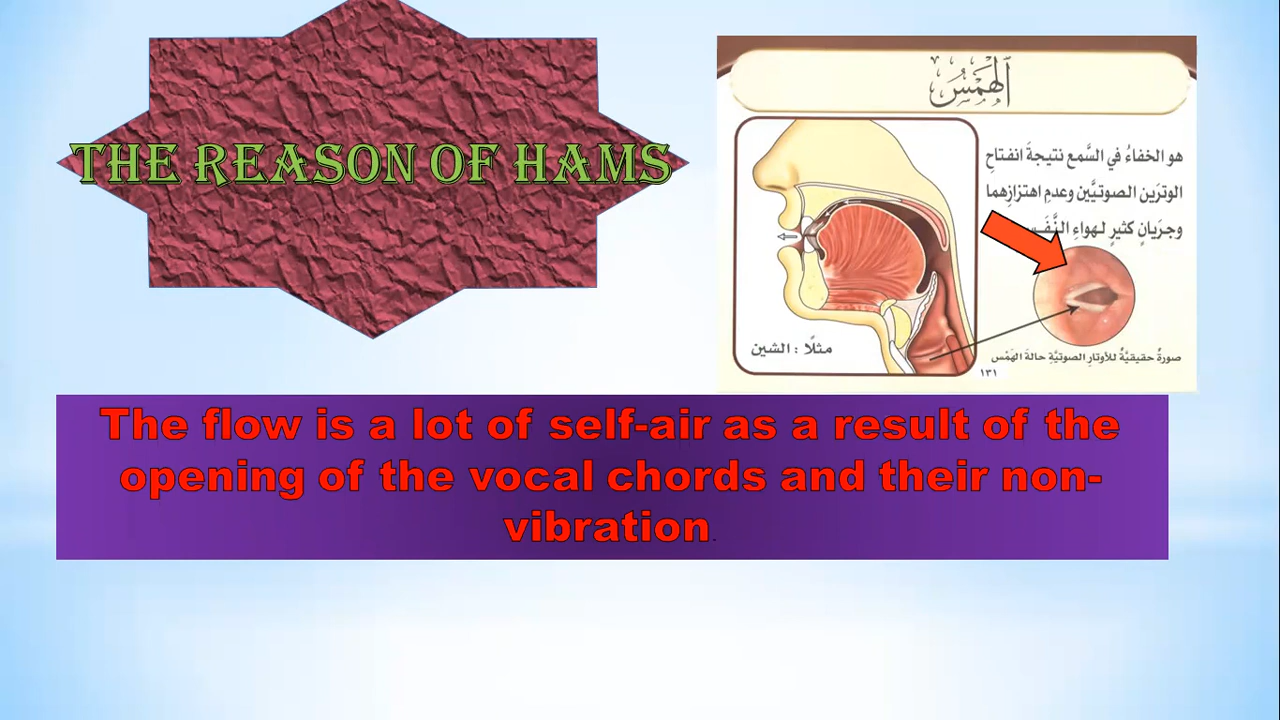 THE REASON OF HAMS
الْهَمْسُ
هو الخفاءُ في السَّمع نتيجةَ انفتاحِ
الوترَين الصوتيَّين وعدمِ اهتزازِهما
وجرَيانِ كثيرٍ لهواءِ النَّفَس
مثلًا : الشين
صورةٌ حقيقيَّةٌ للأوتارِ الصوتيَّةِ حالةَ الهَمْس
١٣١
The flow is a lot of self-air as a result of the
opening of the vocal chords and their non-
vibration.